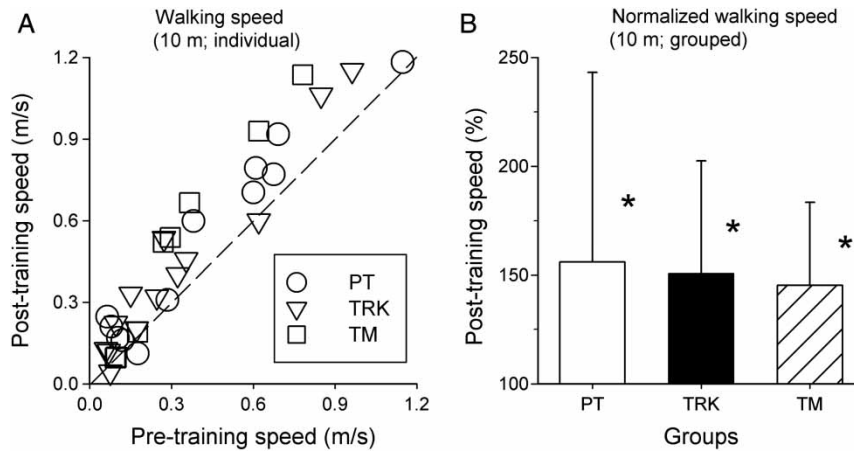 A
Walking speed
(10 m; individual)
Post-training speed (m/s)
1.2
0.9
0.6
0.3
0.0
PT
TRK
TM
0.0 0.3 0.6 0.9 1.2
Pre-training speed (m/s)
B
Normalized walking speed
(10 m; grouped)
Post-training speed (%)
250
200
150
100
*
*
*
PT TRK TM
Groups